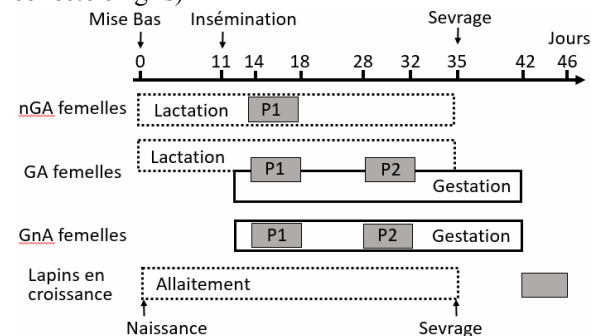 Mise Bas Insémination Sevrage
Jours
0 11 14 18 28 32 35 42 46
nGA femelles Lactation P1
Lactation
GA femelles P1 P2
Gestation
GnA femelles P1 P2 Gestation
Lapins en
croissance Allaitement
Naissance Sevrage